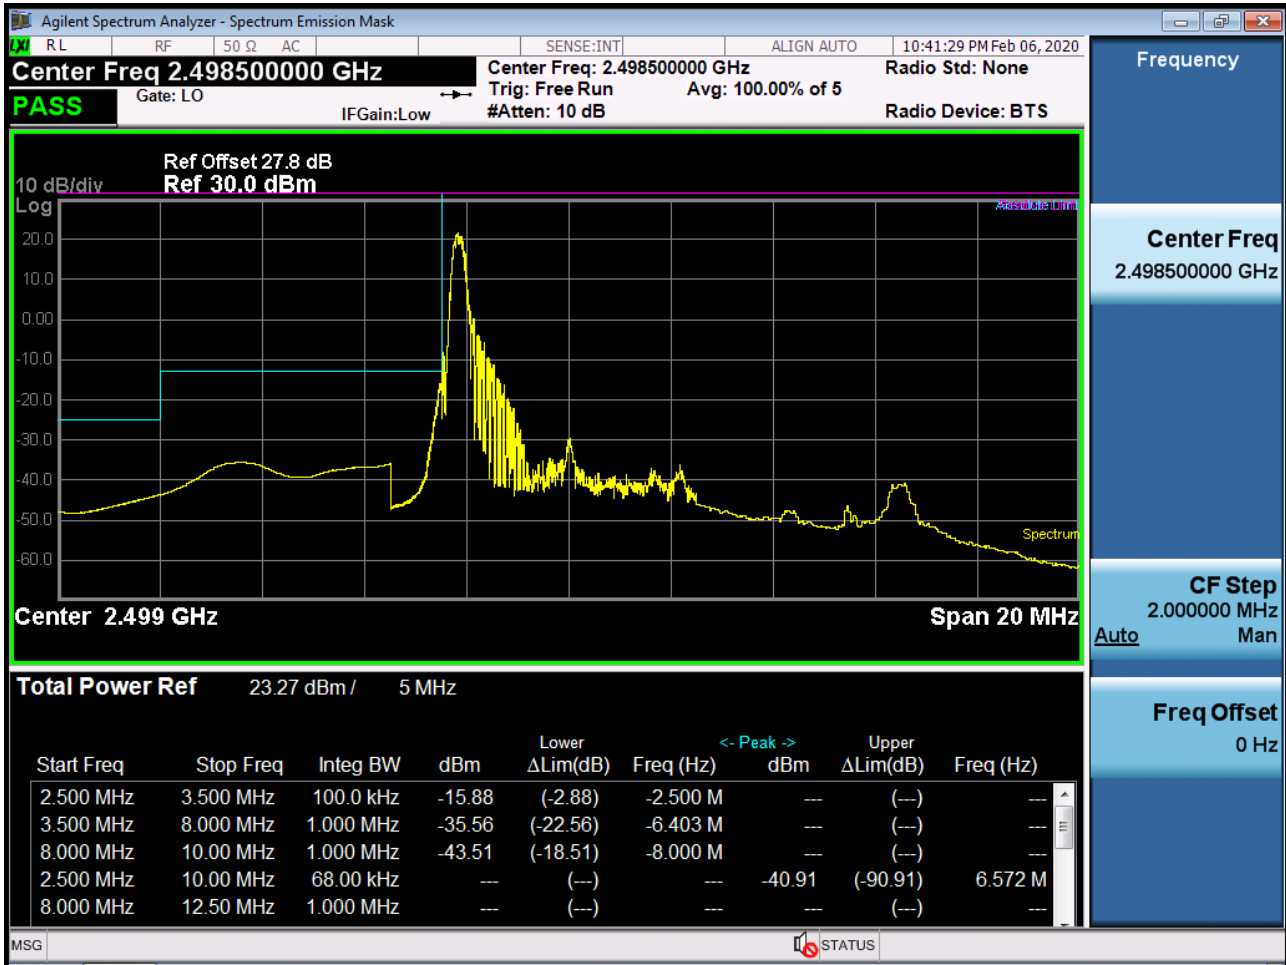 Agilent Spectrum Analyzer - Spectrum Emission Mask
LXI RL RF 50 Ω AC SENSE:INT ALIGN AUTO 10:41:29 PM Feb 06, 2020
Center Freq 2.498500000 GHz
Center Freq: 2.498500000 GHz
Radio Std: None
PASS
Gate: LO
Trig: Free Run
Avg: 100.00% of 5
IFGain:Low
#Atten: 10 dB
Radio Device: BTS
Ref Offset 27.8 dB
10 dB/div
Ref 30.0 dBm
Log
Absolute Limit
20.0
10.0
0.00
-10.0
-20.0
-30.0
-40.0
-50.0
Spectrum
-60.0
Center 2.499 GHz
Span 20 MHz
Total Power Ref 23.27 dBm / 5 MHz
Lower <- Peak -> Upper
Start Freq Stop Freq Integ BW dBm ΔLim(dB) Freq (Hz) dBm ΔLim(dB) Freq (Hz)
2.500 MHz 3.500 MHz 100.0 kHz -15.88 (-2.88) -2.500 M --- (---) ---
3.500 MHz 8.000 MHz 1.000 MHz -35.56 (-22.56) -6.403 M --- (---) ---
8.000 MHz 10.00 MHz 1.000 MHz -43.51 (-18.51) -8.000 M --- (---) ---
2.500 MHz 10.00 MHz 68.00 kHz --- (---) --- -40.91 (-90.91) 6.572 M
8.000 MHz 12.50 MHz 1.000 MHz --- (---) --- --- (---) ---
MSG
STATUS
Frequency
Center Freq
2.498500000 GHz
CF Step
2.000000 MHz
Auto Man
Freq Offset
0 Hz